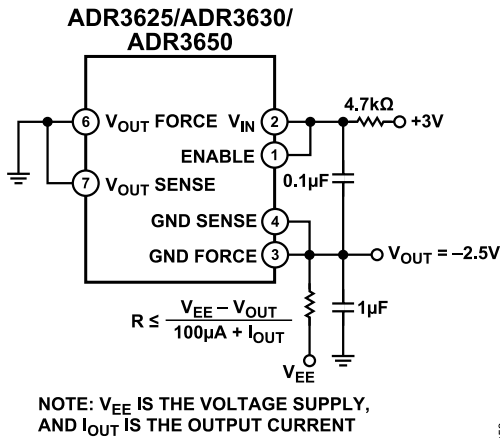 ADR3625/ADR3630/
ADR3650
6 V_OUT FORCE V_IN 2
4.7kΩ
+3V
ENABLE 1
7 V_OUT SENSE
0.1µF
GND SENSE 4
GND FORCE 3
V_OUT = –2.5V
R ≤ (V_EE – V_OUT) / (100µA + I_OUT)
1µF
V_EE
NOTE: V_EE IS THE VOLTAGE SUPPLY,
AND I_OUT IS THE OUTPUT CURRENT